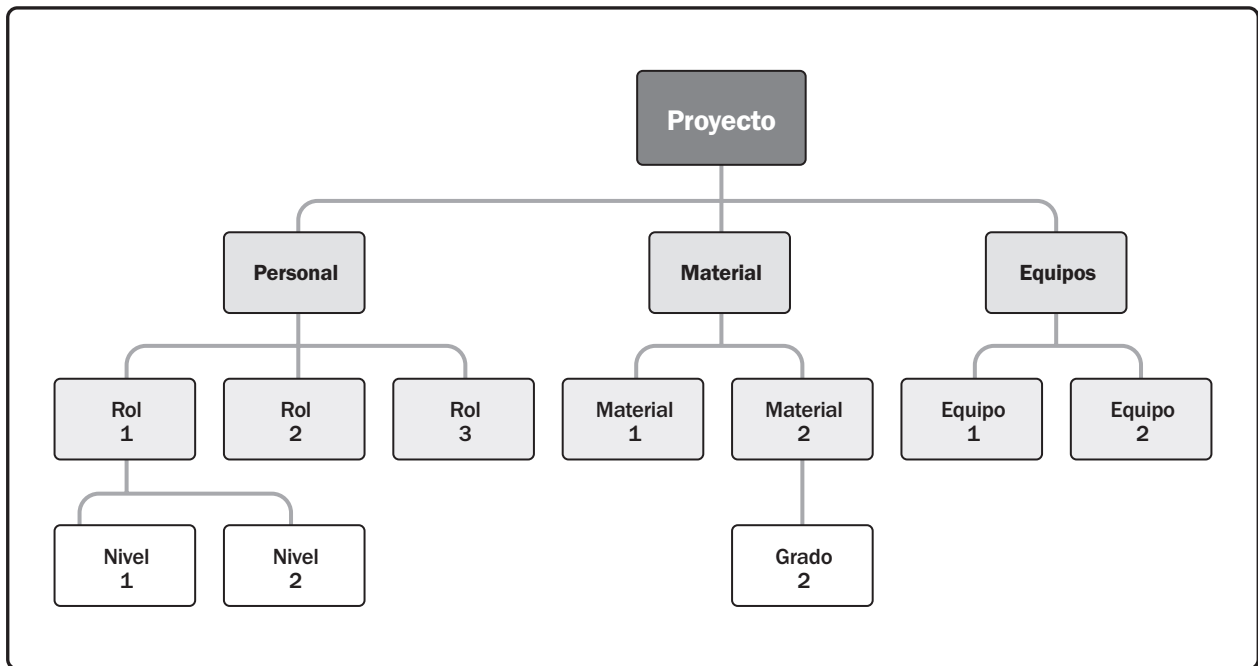 Proyecto
Personal
Material
Equipos
Rol
1
Rol
2
Rol
3
Material
1
Material
2
Equipo
1
Equipo
2
Nivel
1
Nivel
2
Grado
2